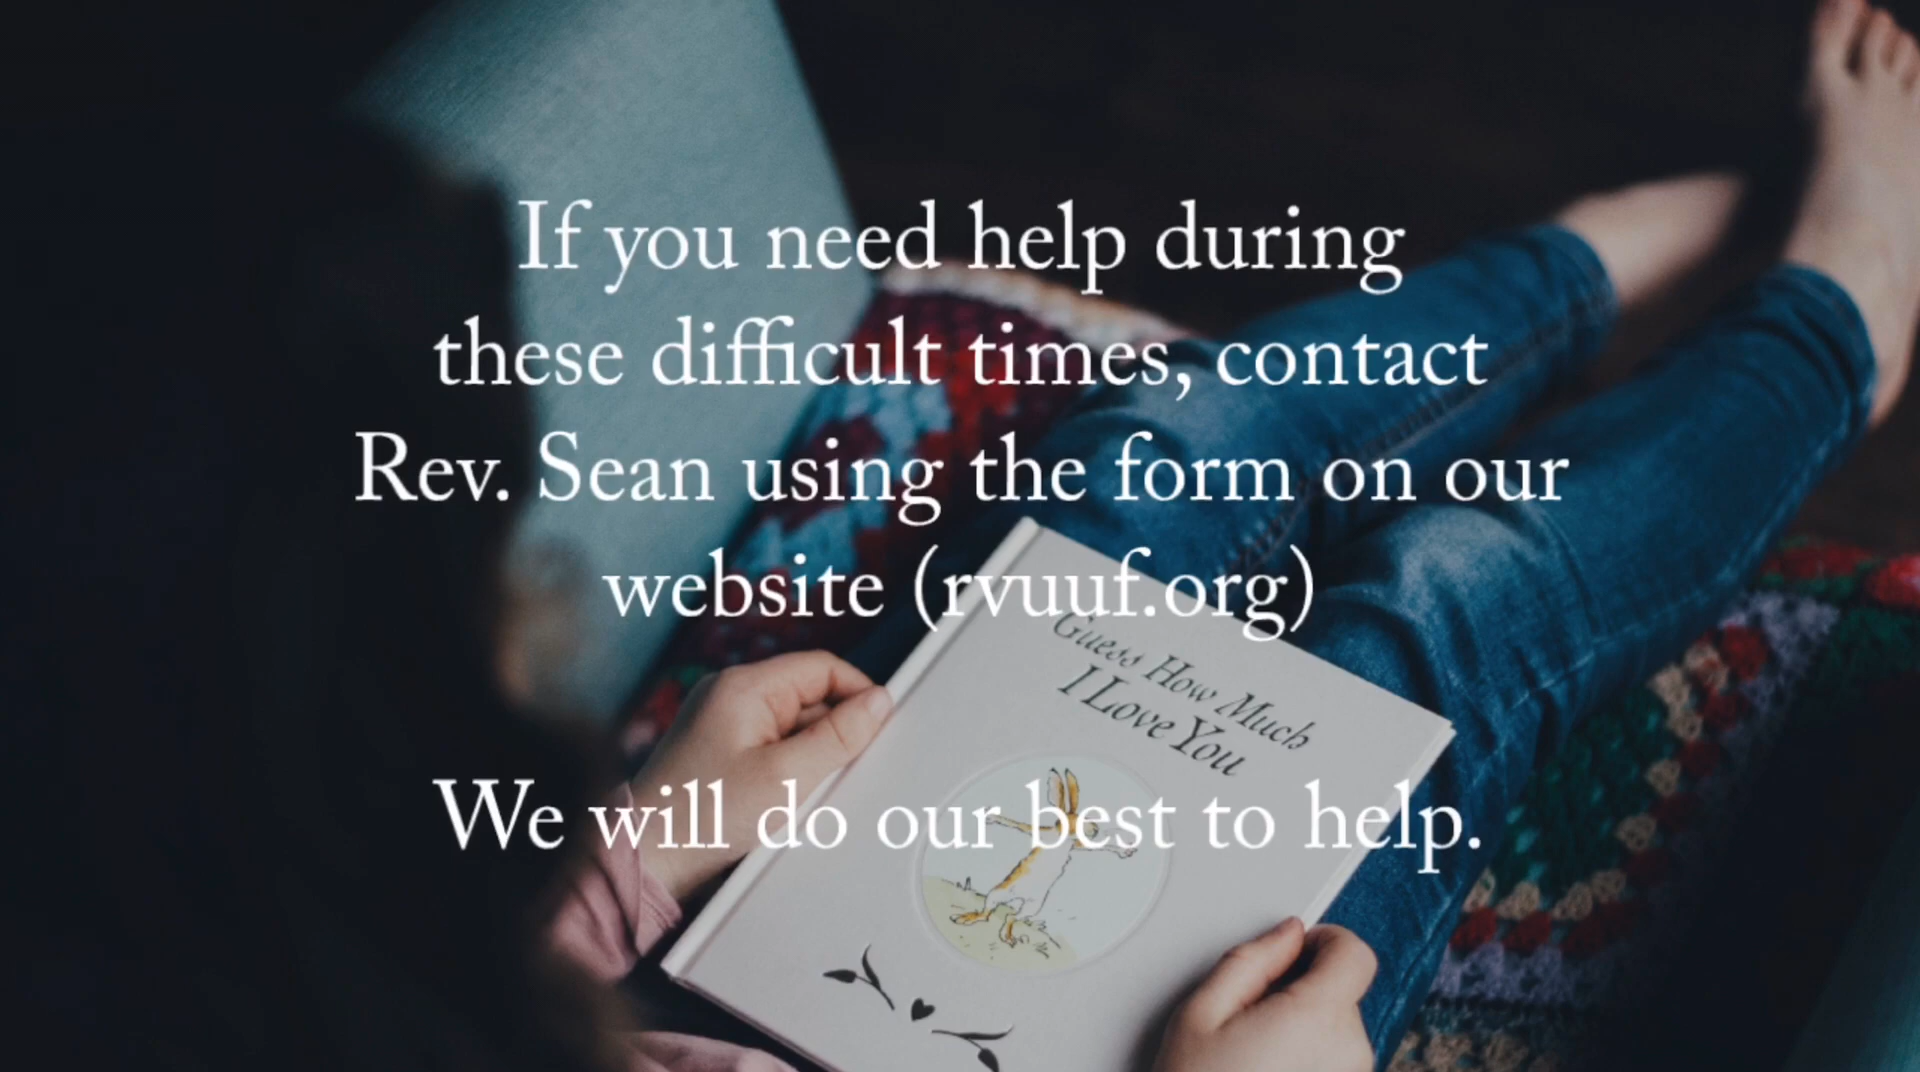 If you need help during
these difficult times, contact
Rev. Sean using the form on our
website (rvuuf.org)
Guess How Much
I Love You
We will do our best to help.